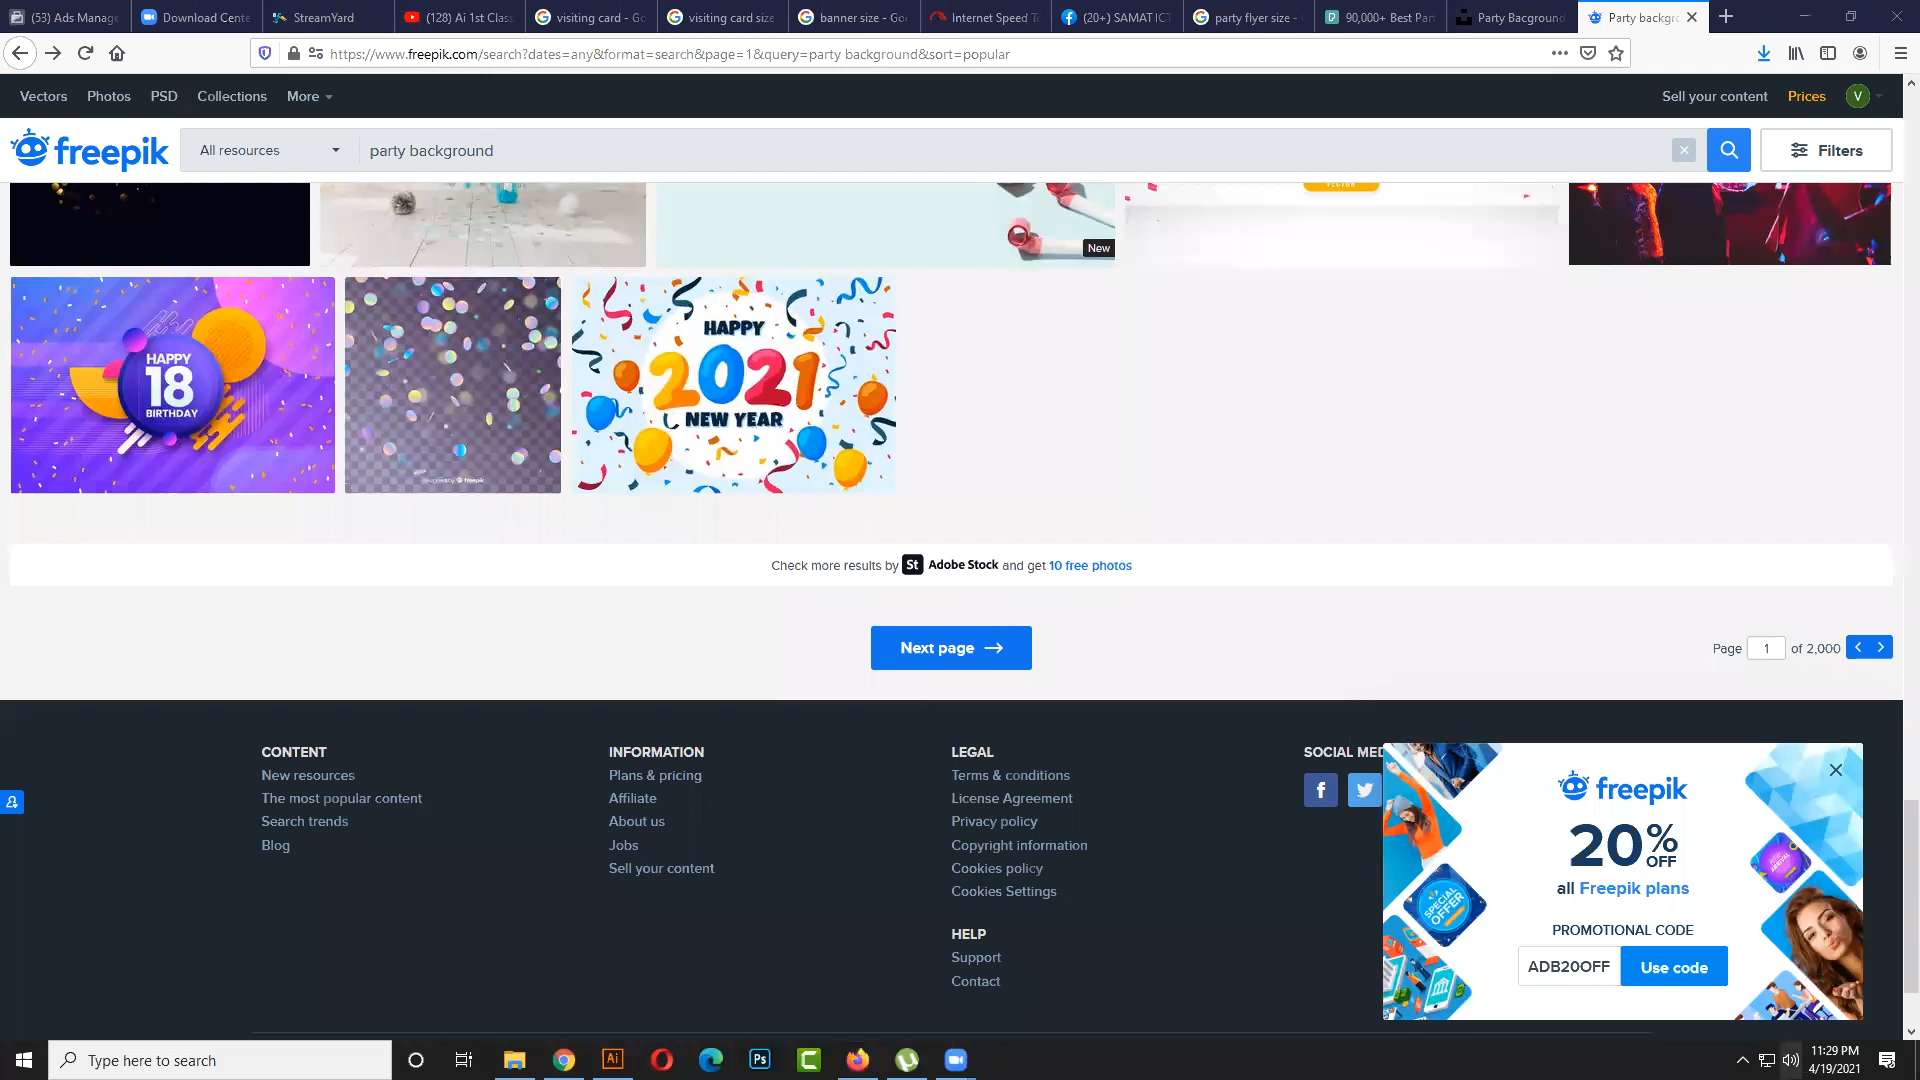 (53) Ads Manage
Download Cente
StreamYard
(128) Ai 1st Class
visiting card - Go
visiting card size
banner size - Goo
Internet Speed Te
(20+) SAMAT ICT
party flyer size -
90,000+ Best Part
Party Bacground
Party backgro
https://www.freepik.com/search?dates=any&format=search&page=1&query=party background&sort=popular
Vectors Photos PSD Collections More
Sell your content Prices V
freepik
All resources
party background
Filters
New
VECTOR
HAPPY
18
BIRTHDAY
designed by freepik
HAPPY
2021
NEW YEAR
Check more results by St Adobe Stock and get 10 free photos
Next page
Page 1 of 2,000
CONTENT
New resources
The most popular content
Search trends
Blog
INFORMATION
Plans & pricing
Affiliate
About us
Jobs
Sell your content
LEGAL
Terms & conditions
License Agreement
Privacy policy
Copyright information
Cookies policy
Cookies Settings
HELP
Support
Contact
SOCIAL MED
freepik
20% OFF
all Freepik plans
PROMOTIONAL CODE
ADB20OFF
Use code
SPECIAL
OFFER
Type here to search
Ai
Ps
11:29 PM
4/19/2021